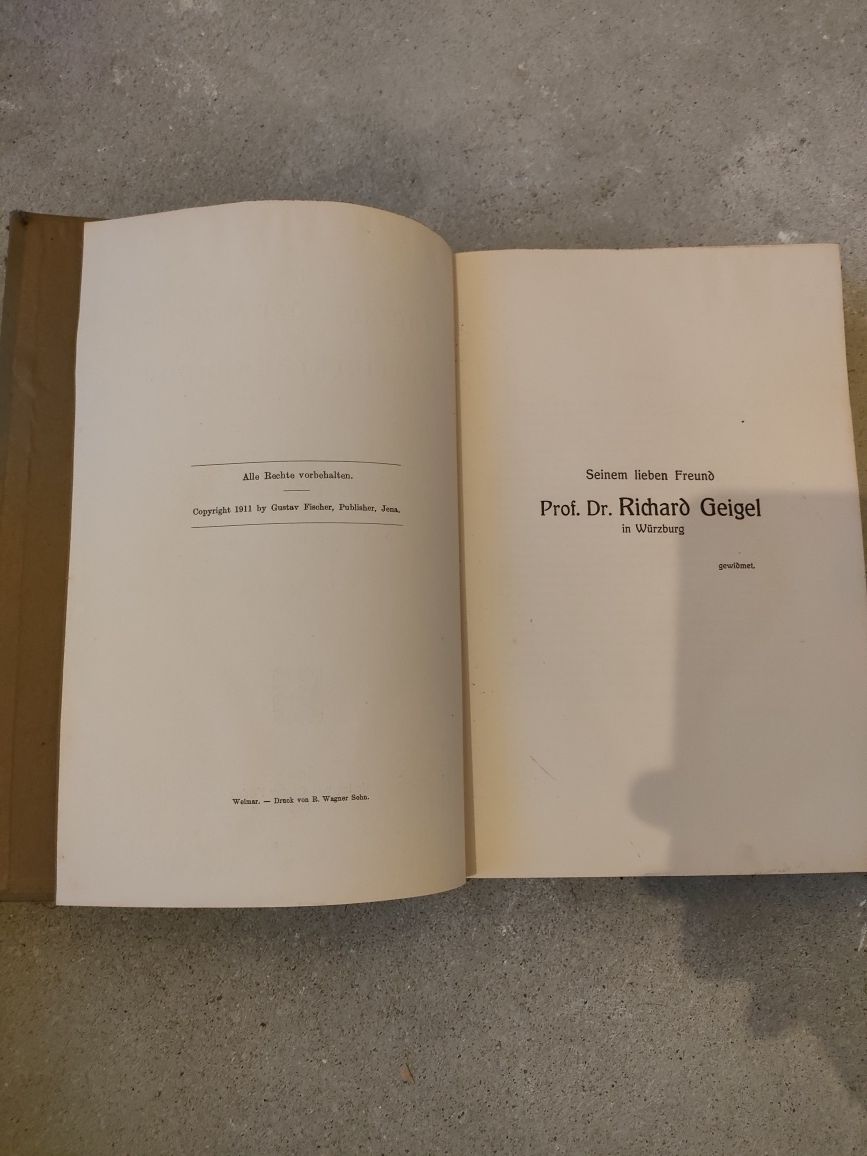 Alle Rechte vorbehalten.
Copyright 1911 by Gustav Fischer, Publisher, Jena.
Weimar. — Druck von R. Wagner Sohn.
Seinem lieben Freund
Prof. Dr. Richard Geigel
in Würzburg
gewidmet.